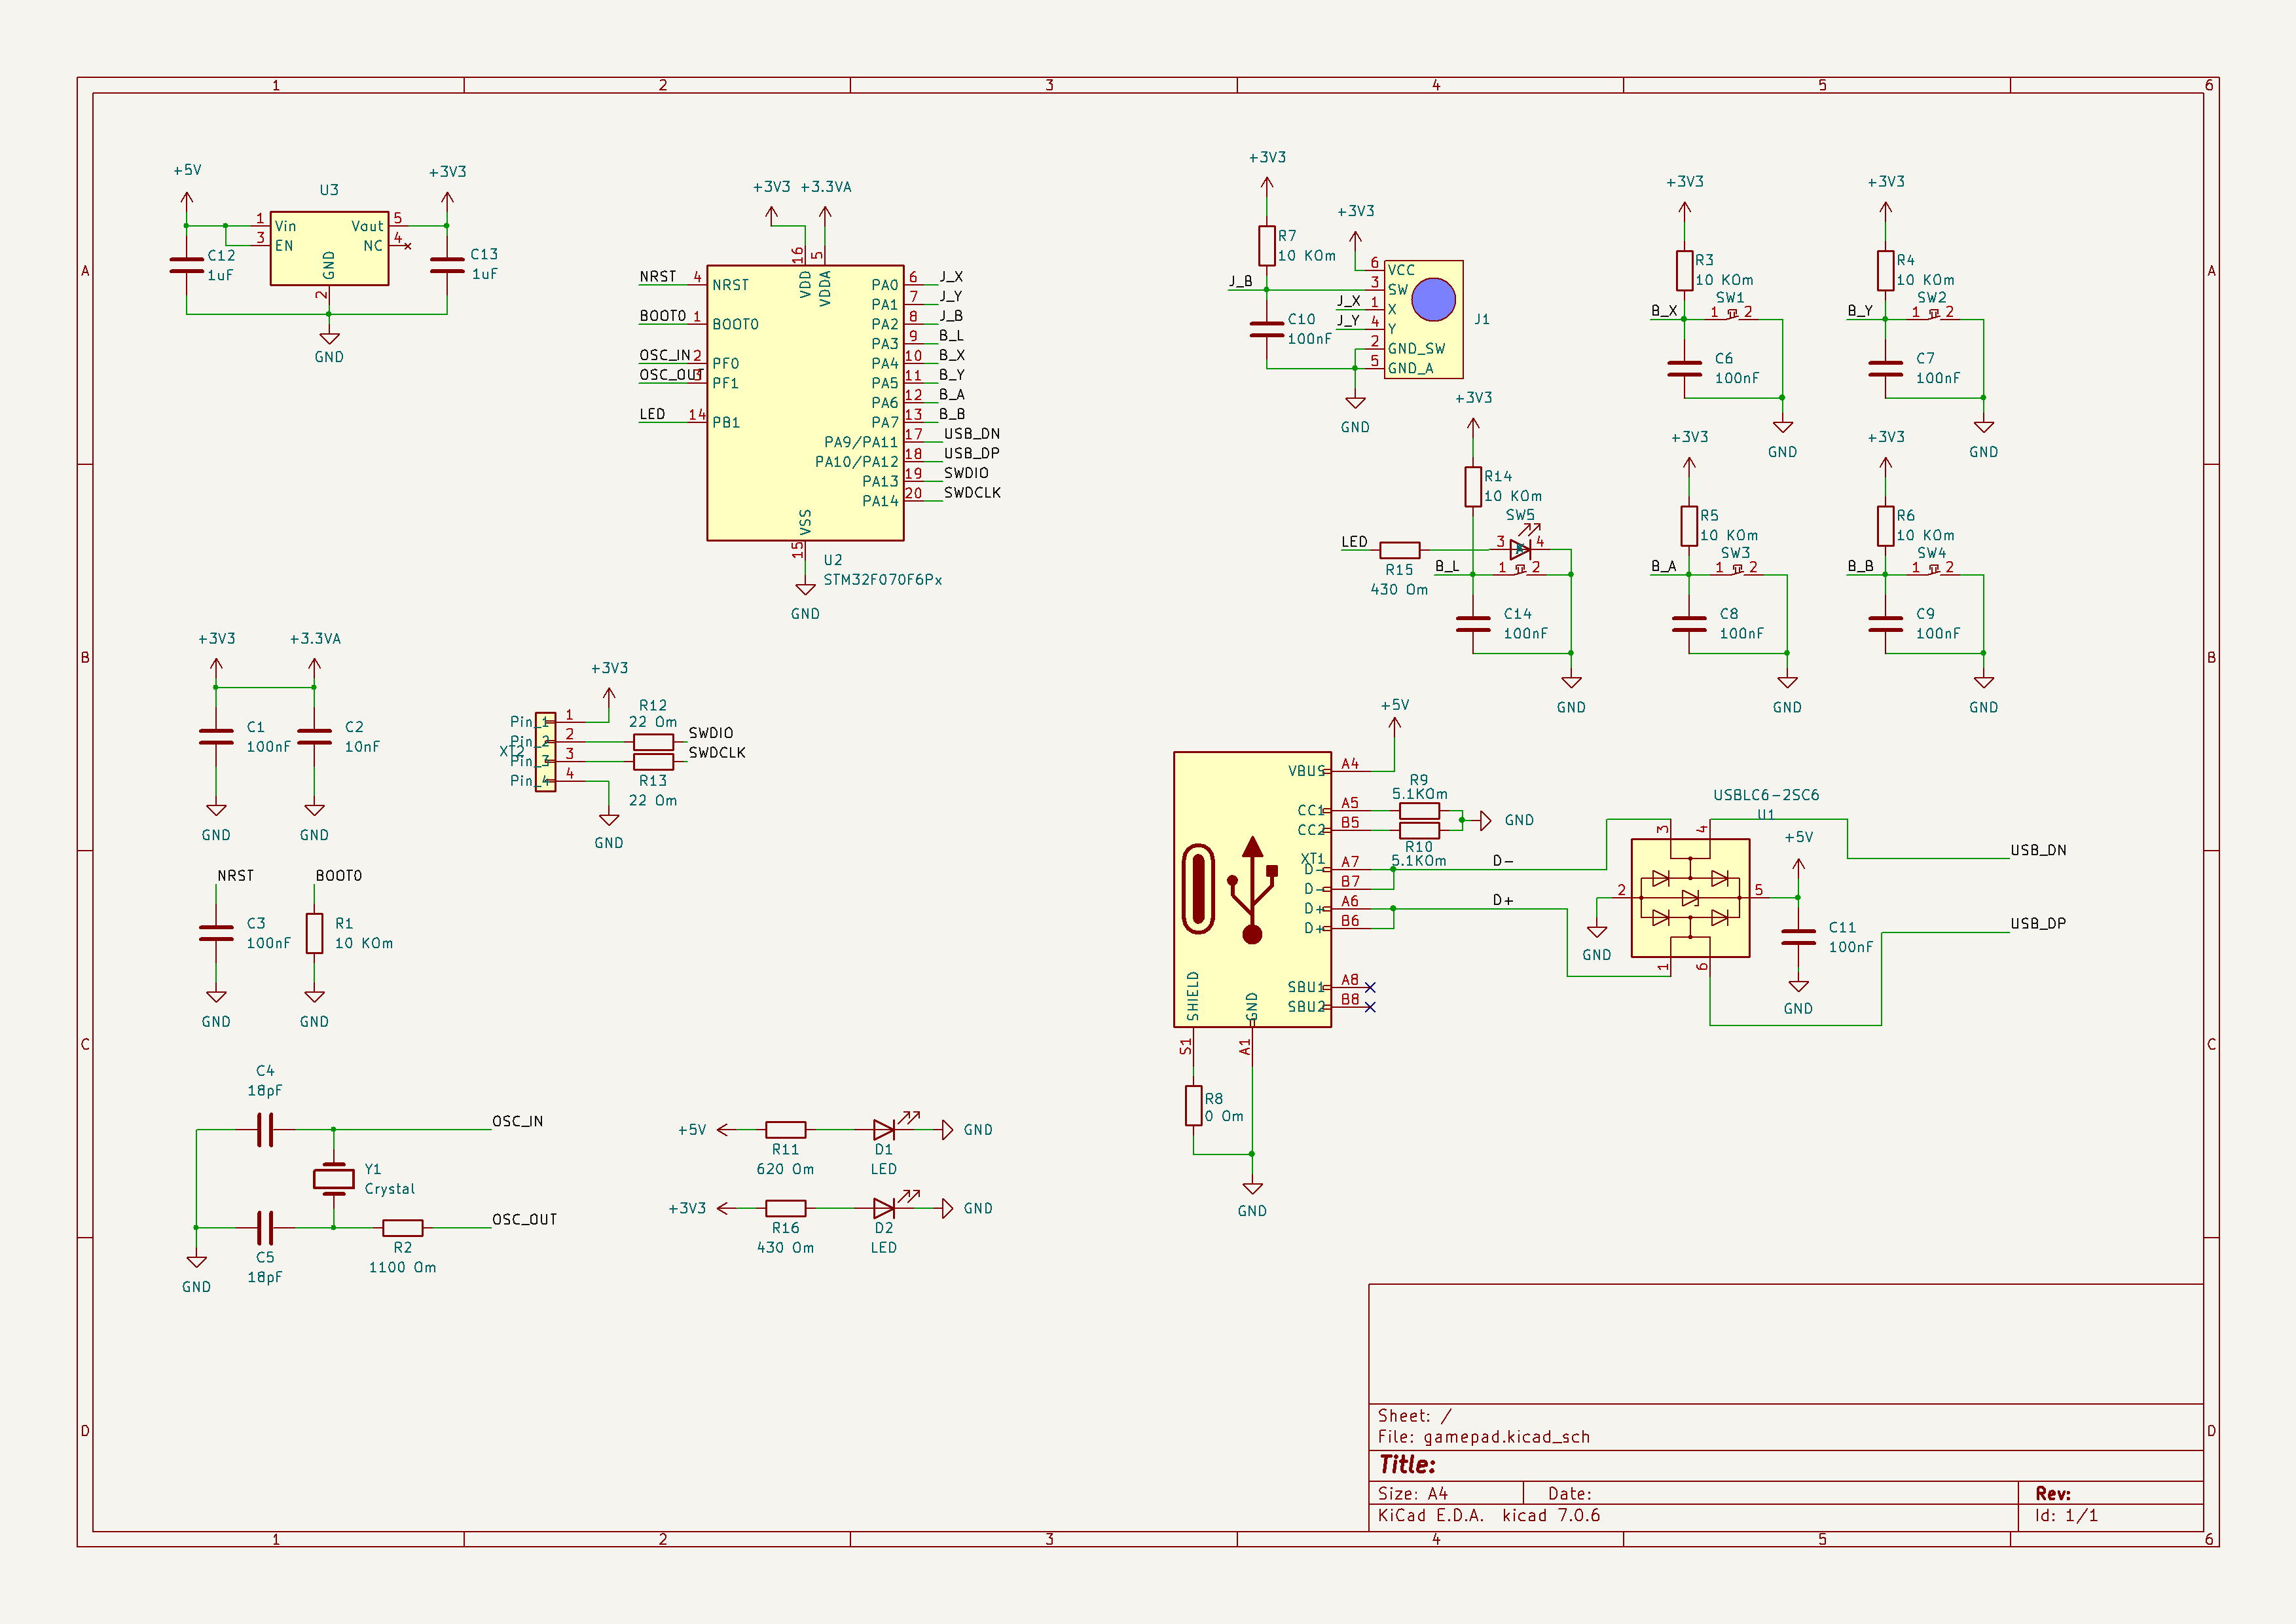 1 2 3 4 5 6
A A
B B
C C
D D
1 2 3 4 5 6
+5V
+3V3
U3
1 Vin Vout 5
3 EN NC 4
GND
2
C12
1uF
C13
1uF
GND
+3V3 +3.3VA
16 5
VDD VDDA
NRST 4 NRST
BOOT0 1 BOOT0
OSC_IN 2 PF0
OSC_OUT 3 PF1
LED 14 PB1
PA0 6 J_X
PA1 7 J_Y
PA2 8 J_B
PA3 9 B_L
PA4 10 B_X
PA5 11 B_Y
PA6 12 B_A
PA7 13 B_B
PA9/PA11 17 USB_DN
PA10/PA12 18 USB_DP
PA13 19 SWDIO
PA14 20 SWDCLK
VSS
15
U2
STM32F070F6Px
GND
+3V3
R7
10 KOm
+3V3
J_B
J_X
J_Y
6 VCC
3 SW
1 X
4 Y
2 GND_SW
5 GND_A
J1
C10
100nF
GND
+3V3
R3
10 KOm
SW1
B_X 1 2
C6
100nF
GND
+3V3
R4
10 KOm
SW2
B_Y 1 2
C7
100nF
GND
+3V3
R14
10 KOm
SW5
LED
3 4
R15
430 Om
B_L 1 2
C14
100nF
GND
+3V3
R5
10 KOm
SW3
B_A 1 2
C8
100nF
GND
+3V3
R6
10 KOm
SW4
B_B 1 2
C9
100nF
GND
+3V3 +3.3VA
C1
100nF
C2
10nF
GND GND
+3V3
XT2
Pin_1 1
Pin_2 2
Pin_3 3
Pin_4 4
R12
22 Om
SWDIO
SWDCLK
R13
22 Om
GND
NRST BOOT0
C3
100nF
R1
10 KOm
GND GND
+5V
VBUS A4
CC1 A5
CC2 B5
XT1
D- A7
D- B7
D+ A6
D+ B6
SBU1 A8
SBU2 B8
SHIELD
GND
S1
A1
R9
5.1KOm
R10
5.1KOm
GND
D-
D+
R8
0 Om
GND
USBLC6-2SC6
U1
3 4
2 5
1 6
+5V
GND
C11
100nF
GND
USB_DN
USB_DP
C4
18pF
OSC_IN
Y1
Crystal
OSC_OUT
C5
18pF
R2
1100 Om
GND
+5V
R11
620 Om
D1
LED
GND
+3V3
R16
430 Om
D2
LED
GND
Sheet: /
File: gamepad.kicad_sch
Title:
Size: A4 Date: Rev:
KiCad E.D.A. kicad 7.0.6 Id: 1/1